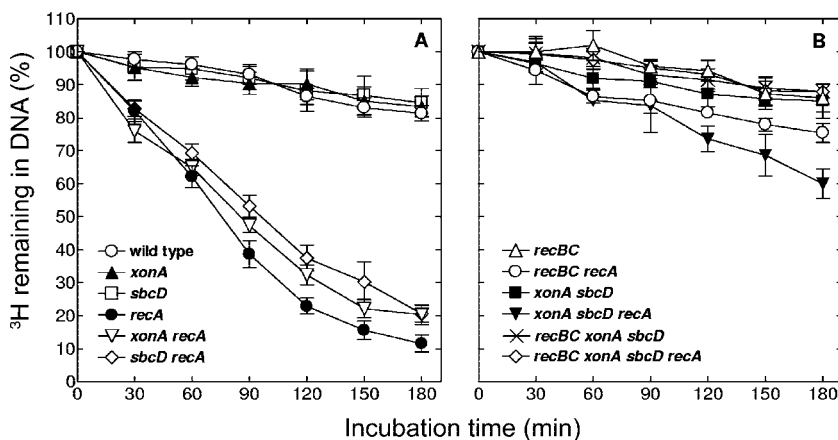 A
B
³H remaining in DNA (%)
110
100
90
80
70
60
50
40
30
20
10
0
wild type
xonA
sbcD
recA
xonA recA
sbcD recA
recBC
recBC recA
xonA sbcD
xonA sbcD recA
recBC xonA sbcD
recBC xonA sbcD recA
0 30 60 90 120 150 180
0 30 60 90 120 150 180
Incubation time (min)